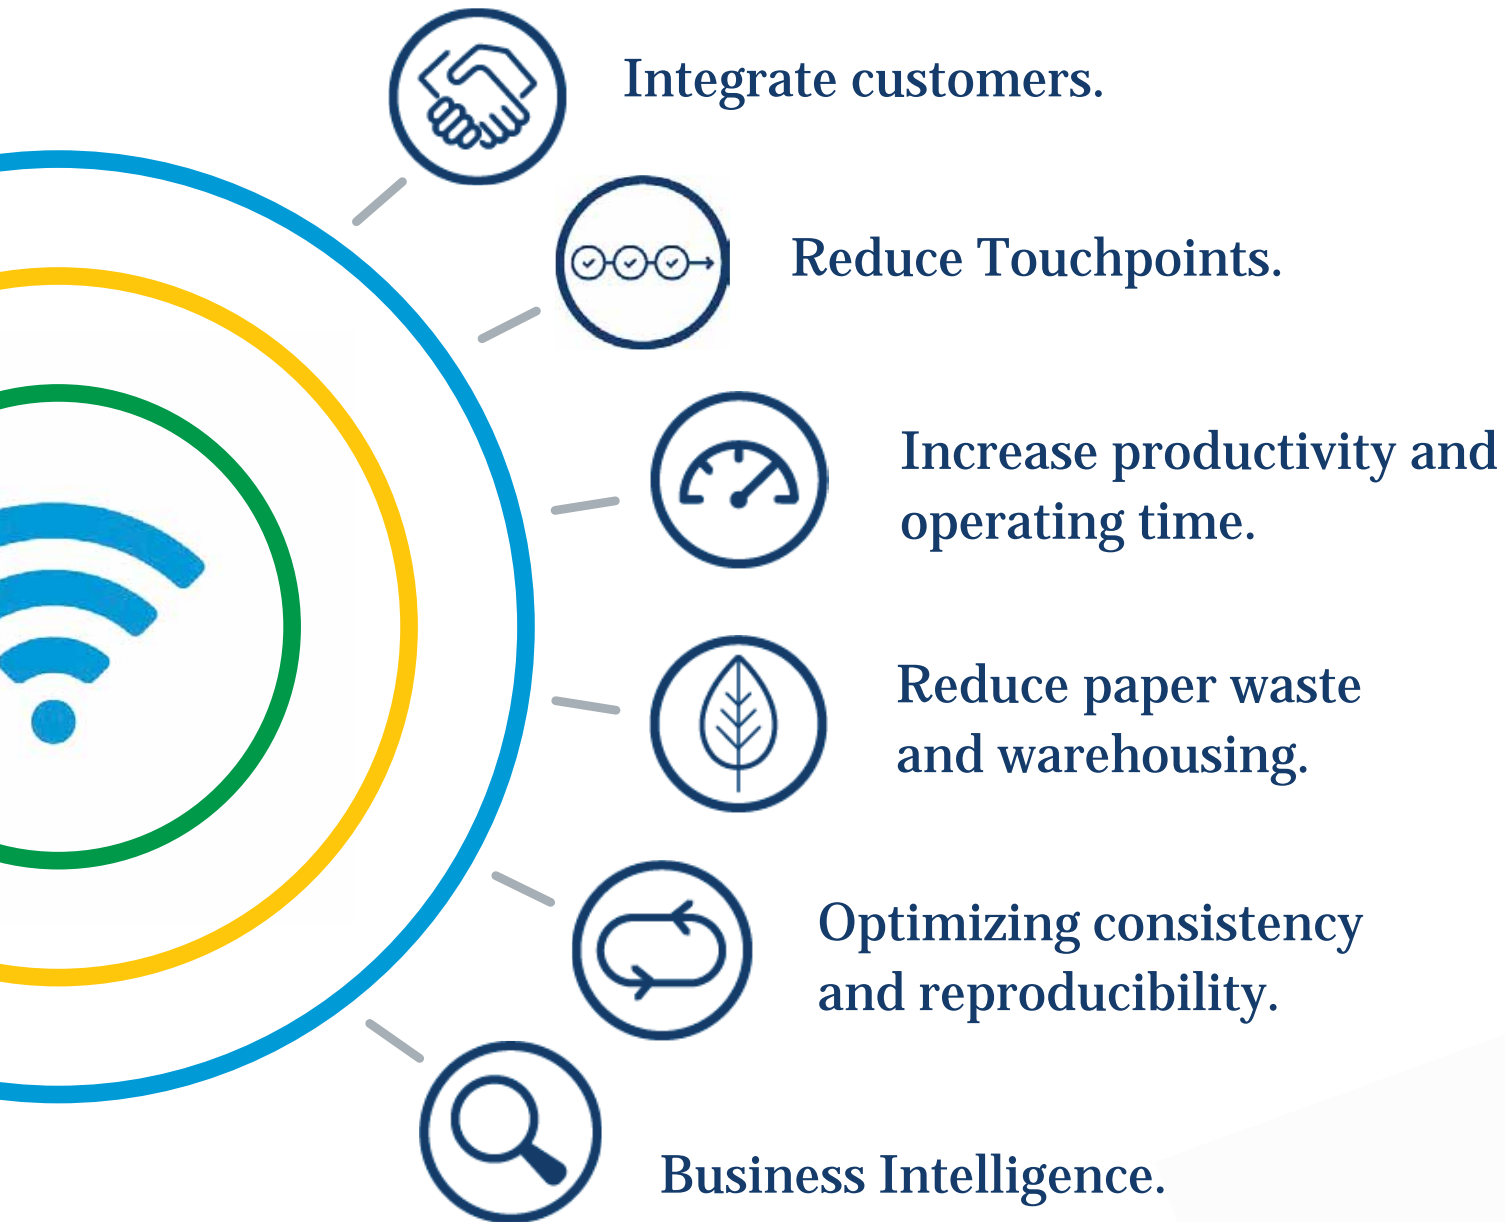 Integrate customers.
Reduce Touchpoints.
Increase productivity and
operating time.
Reduce paper waste
and warehousing.
Optimizing consistency
and reproducibility.
Business Intelligence.